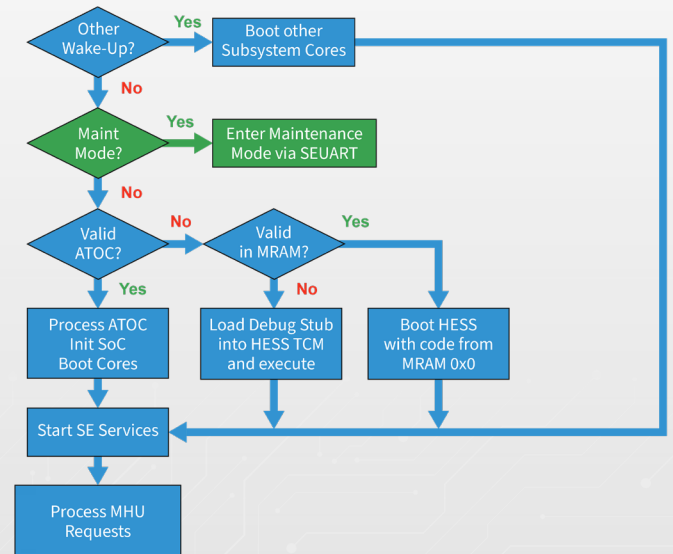 Other
Wake-Up?
Yes
Boot other
Subsystem Cores
No
Maint
Mode?
Yes
Enter Maintenance
Mode via SEUART
No
Valid
ATOC?
No
Valid
in MRAM?
Yes
Yes
No
Process ATOC
Init SoC
Boot Cores
Load Debug Stub
into HESS TCM
and execute
Boot HESS
with code from
MRAM 0x0
Start SE Services
Process MHU
Requests